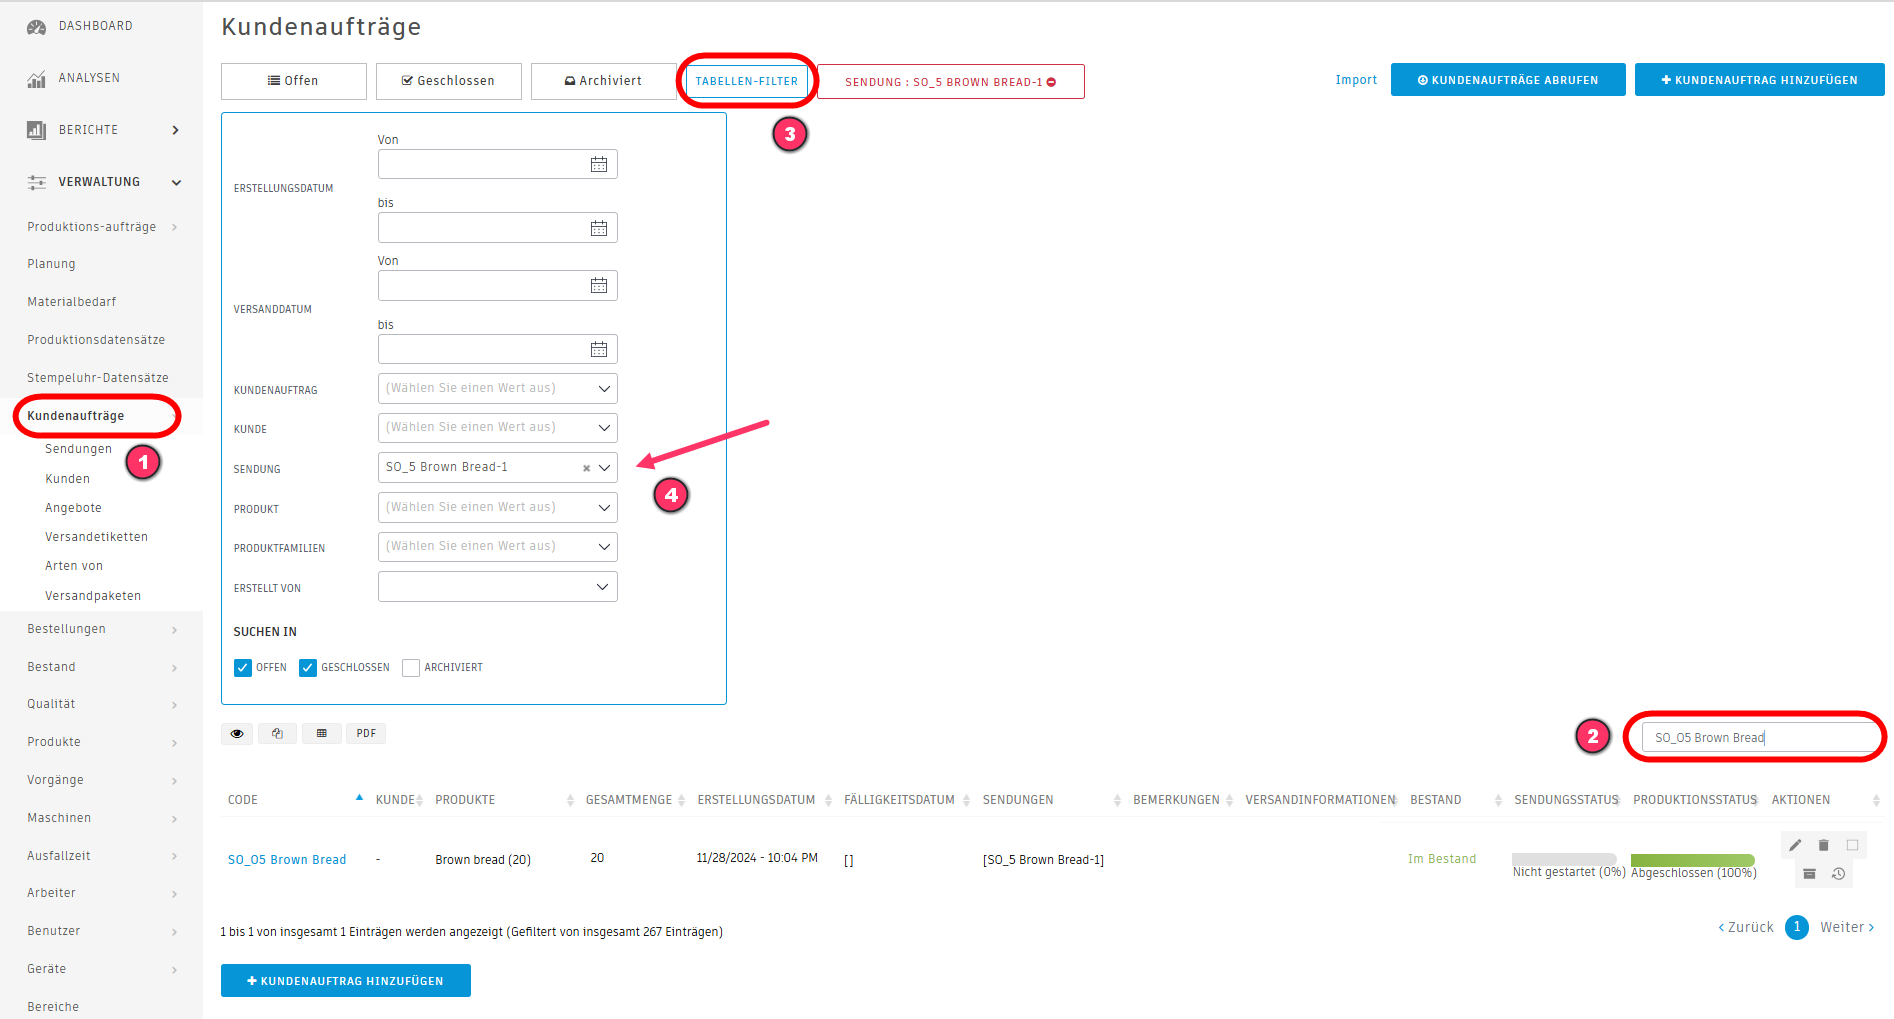 DASHBOARD
ANALYSEN
BERICHTE
VERWALTUNG
Produktions-aufträge
Planung
Materialbedarf
Produktionsdatensätze
Stempeluhr-Datensätze
Kundenaufträge
1
Sendungen
Kunden
Angebote
Versandetiketten
Arten von
Versandpaketen
Bestellungen
Bestand
Qualität
Produkte
Vorgänge
Maschinen
Ausfallzeit
Arbeiter
Benutzer
Geräte
Bereiche
Kundenaufträge
Offen Geschlossen Archiviert TABELLEN-FILTER SENDUNG : SO_5 BROWN BREAD-1
Import KUNDENAUFTRÄGE ABRUFEN KUNDENAUFTRAG HINZUFÜGEN
3
Von
ERSTELLUNGSDATUM
bis
Von
VERSANDDATUM
bis
KUNDENAUFTRAG (Wählen Sie einen Wert aus)
KUNDE (Wählen Sie einen Wert aus)
SENDUNG SO_5 Brown Bread-1
4
PRODUKT (Wählen Sie einen Wert aus)
PRODUKTFAMILIEN (Wählen Sie einen Wert aus)
ERSTELLT VON
SUCHEN IN
OFFEN GESCHLOSSEN ARCHIVIERT
PDF
2 SO_05 Brown Bread
CODE KUNDE PRODUKTE GESAMTMENGE ERSTELLUNGSDATUM FÄLLIGKEITSDATUM SENDUNGEN BEMERKUNGEN VERSANDINFORMATIONEN BESTAND SENDUNGSSTATUS PRODUKTIONSSTATUS AKTIONEN
SO_05 Brown Bread - Brown bread (20) 20 11/28/2024 - 10:04 PM [] [SO_5 Brown Bread-1] Im Bestand Nicht gestartet (0%) Abgeschlossen (100%)
1 bis 1 von insgesamt 1 Einträgen werden angezeigt (Gefiltert von insgesamt 267 Einträgen)
Zurück 1 Weiter
KUNDENAUFTRAG HINZUFÜGEN